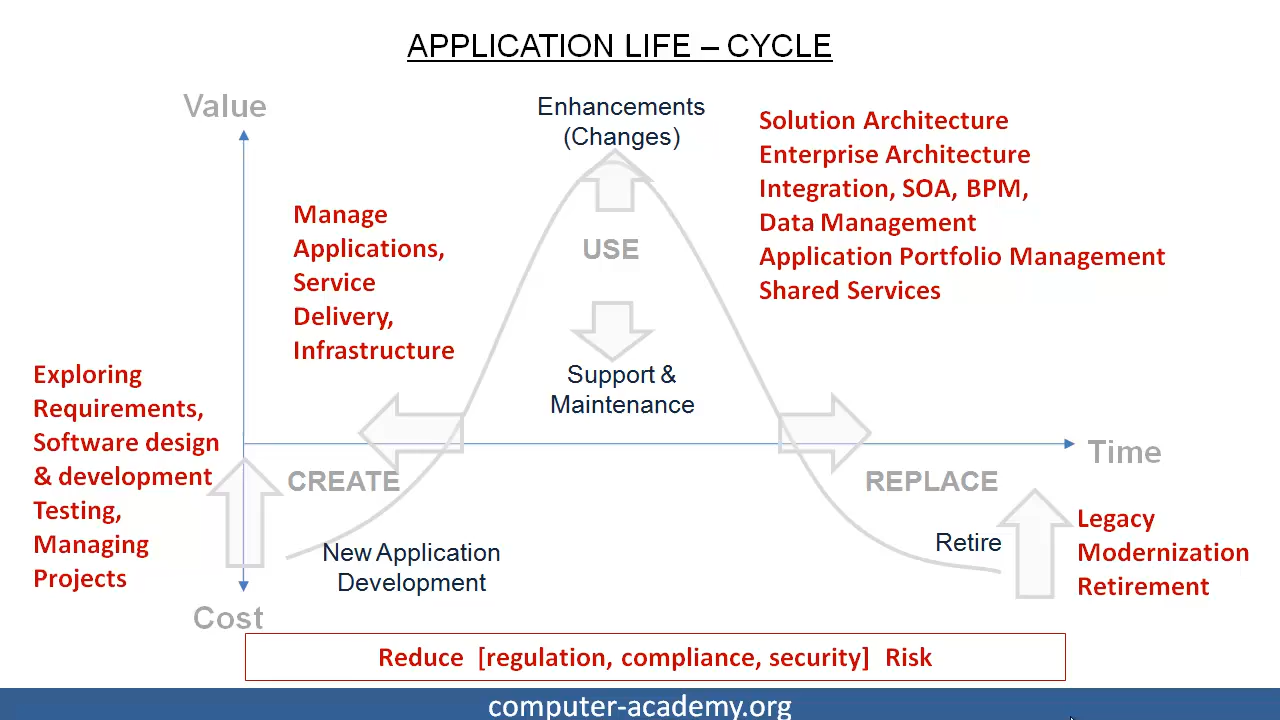 APPLICATION LIFE – CYCLE
Value
Enhancements
(Changes)
Solution Architecture
Enterprise Architecture
Integration, SOA, BPM,
Data Management
Application Portfolio Management
Shared Services
Manage
Applications,
Service
Delivery,
Infrastructure
USE
Support &
Maintenance
Exploring
Requirements,
Software design
& development
Testing,
Managing
Projects
CREATE
REPLACE
Time
New Application
Development
Retire
Legacy
Modernization
Retirement
Cost
Reduce [regulation, compliance, security] Risk
computer-academy.org